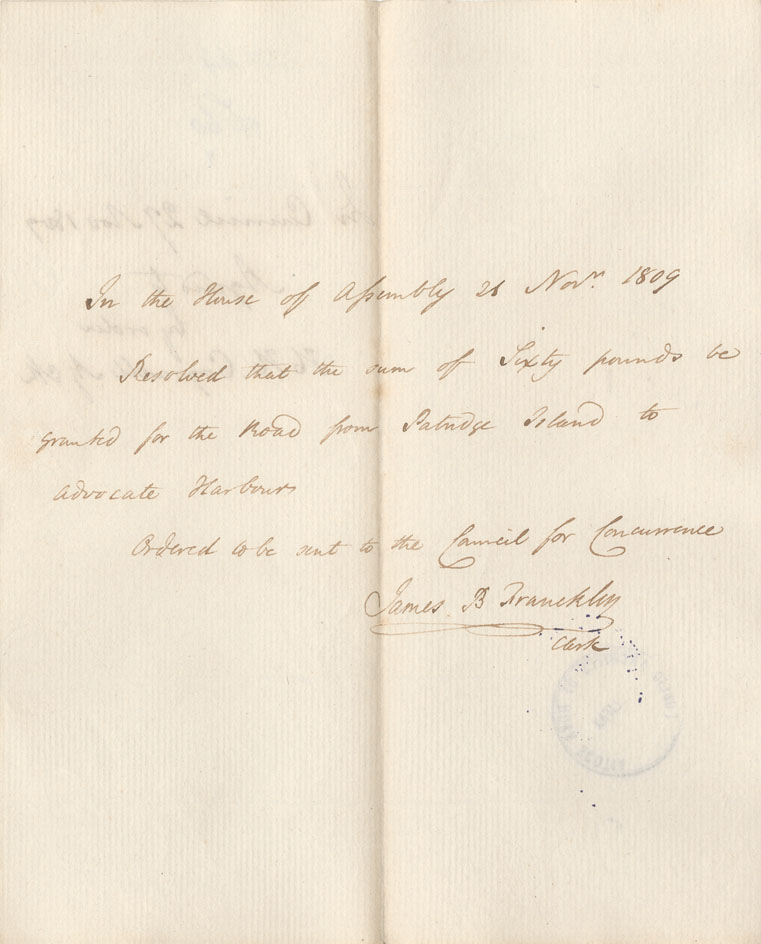 In the House of Assembly 21 Novr. 1809
Resolved that the sum of Sixty pounds be
granted for the Road from Patridge Island to
Advocate Harbour
Ordered to be sent to the Council for Concurrence
James B Franckley
Clerk